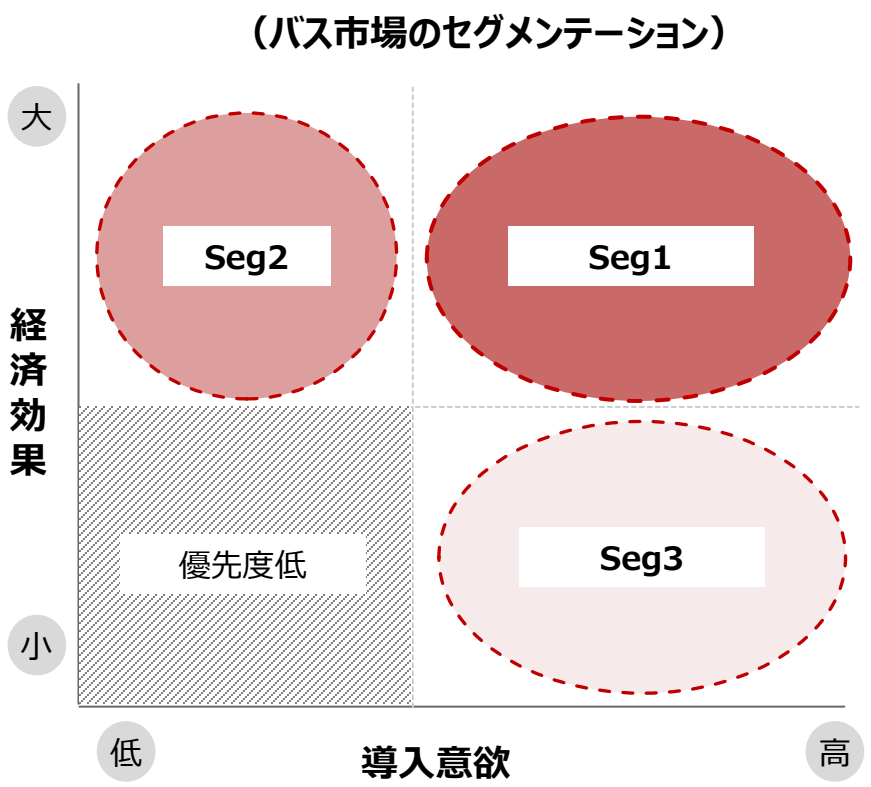 (バス市場のセグメンテーション)
大
Seg2
Seg1
経済効果
優先度低
Seg3
小
低
導入意欲
高